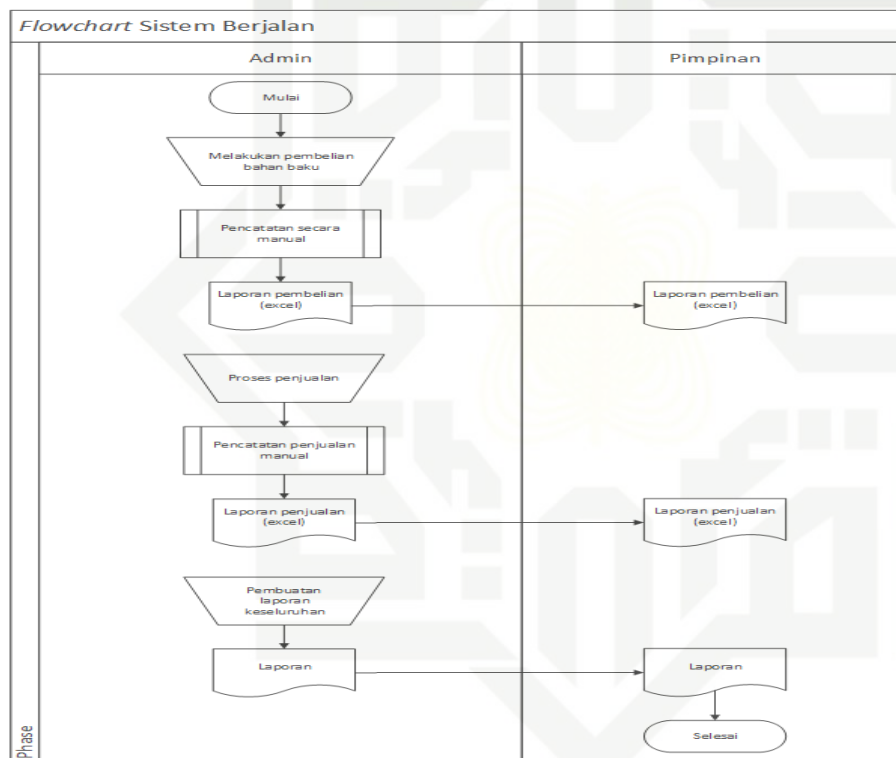 Flowchart Sistem Berjalan
Admin
Pimpinan
Mulai
Melakukan pembelian
bahan baku
Pencatatan secara
manual
Laporan pembelian
(excel)
Laporan pembelian
(excel)
Proses penjualan
Pencatatan penjualan
manual
Laporan penjualan
(excel)
Laporan penjualan
(excel)
Pembuatan
laporan
keseluruhan
Laporan
Laporan
Selesai
Phase